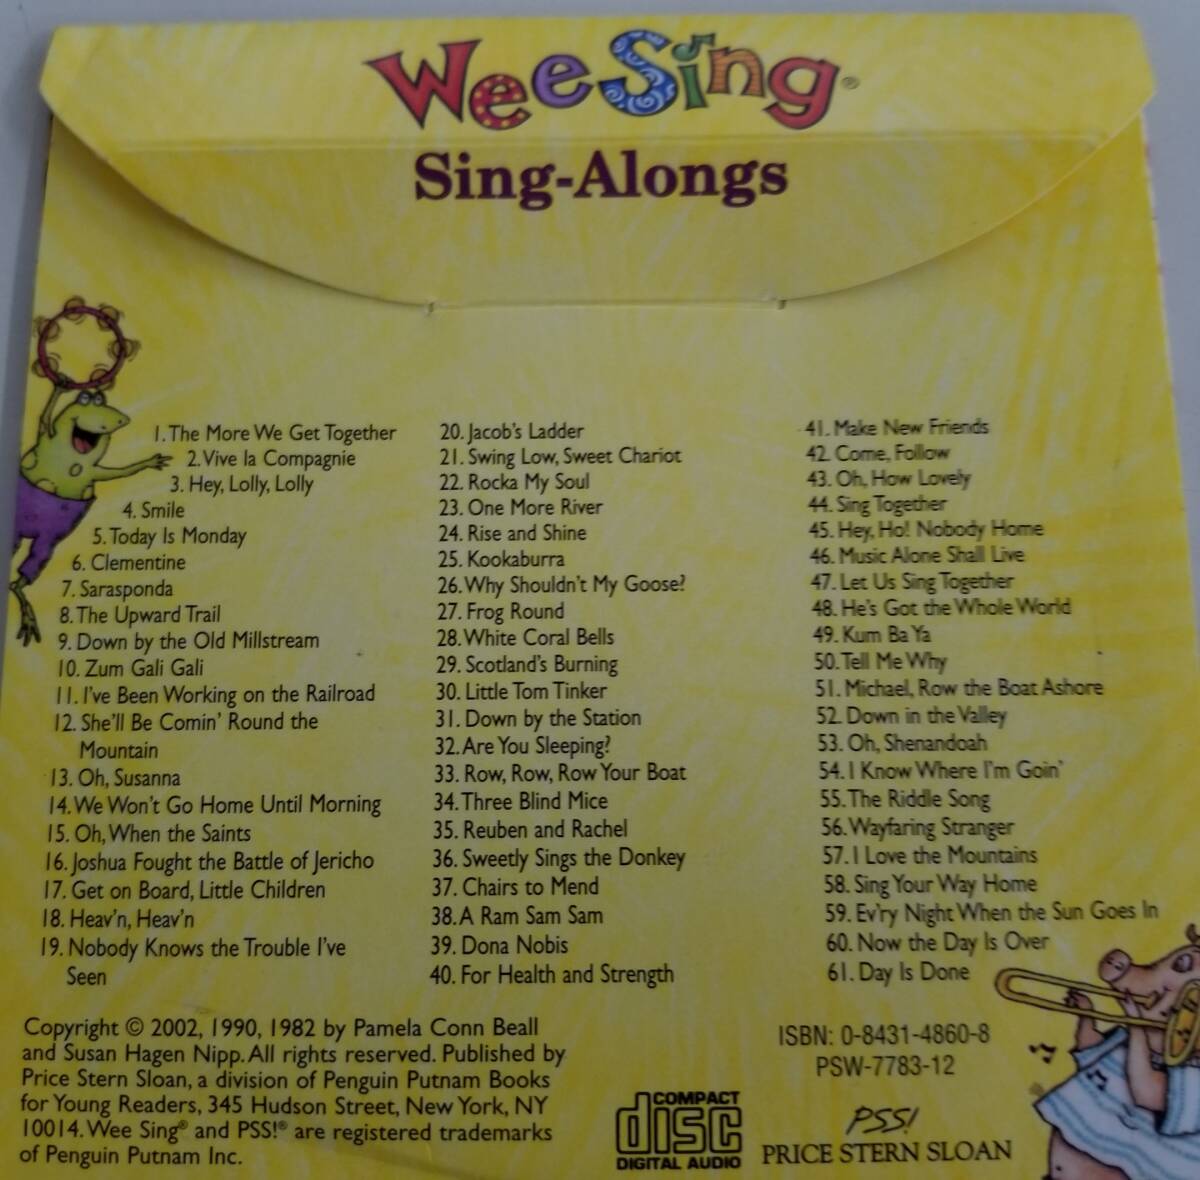 Wee Sing®
Sing-Alongs
1. The More We Get Together
2. Vive la Compagnie
3. Hey, Lolly, Lolly
4. Smile
5. Today Is Monday
6. Clementine
7. Sarasponda
8. The Upward Trail
9. Down by the Old Millstream
10. Zum Gali Gali
11. I've Been Working on the Railroad
12. She'll Be Comin' Round the
Mountain
13. Oh, Susanna
14. We Won't Go Home Until Morning
15. Oh, When the Saints
16. Joshua Fought the Battle of Jericho
17. Get on Board, Little Children
18. Heav'n, Heav'n
19. Nobody Knows the Trouble I've
Seen
20. Jacob's Ladder
21. Swing Low, Sweet Chariot
22. Rocka My Soul
23. One More River
24. Rise and Shine
25. Kookaburra
26. Why Shouldn't My Goose?
27. Frog Round
28. White Coral Bells
29. Scotland's Burning
30. Little Tom Tinker
31. Down by the Station
32. Are You Sleeping?
33. Row, Row, Row Your Boat
34. Three Blind Mice
35. Reuben and Rachel
36. Sweetly Sings the Donkey
37. Chairs to Mend
38. A Ram Sam Sam
39. Dona Nobis
40. For Health and Strength
41. Make New Friends
42. Come, Follow
43. Oh, How Lovely
44. Sing Together
45. Hey, Ho! Nobody Home
46. Music Alone Shall Live
47. Let Us Sing Together
48. He's Got the Whole World
49. Kum Ba Ya
50. Tell Me Why
51. Michael, Row the Boat Ashore
52. Down in the Valley
53. Oh, Shenandoah
54. I Know Where I'm Goin'
55. The Riddle Song
56. Wayfaring Stranger
57. I Love the Mountains
58. Sing Your Way Home
59. Ev'ry Night When the Sun Goes In
60. Now the Day Is Over
61. Day Is Done
Copyright © 2002, 1990, 1982 by Pamela Conn Beall
and Susan Hagen Nipp. All rights reserved. Published by
Price Stern Sloan, a division of Penguin Putnam Books
for Young Readers, 345 Hudson Street, New York, NY
10014. Wee Sing® and PSS!® are registered trademarks
of Penguin Putnam Inc.
COMPACT
disc
DIGITAL AUDIO
ISBN: 0-8431-4860-8
PSW-7783-12
PSS!
PRICE STERN SLOAN